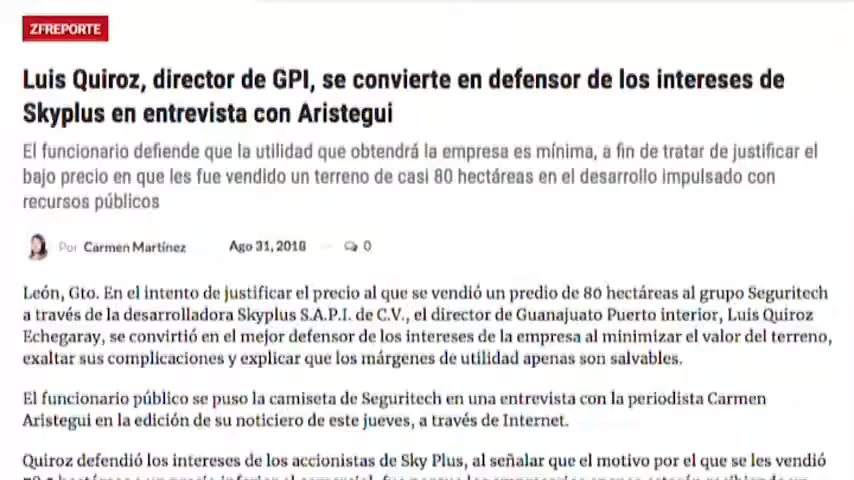 ZFREPORTE
Luis Quiroz, director de GPI, se convierte en defensor de los intereses de
Skyplus en entrevista con Aristegui
El funcionario defiende que la utilidad que obtendrá la empresa es mínima, a fin de tratar de justificar el
bajo precio en que les fue vendido un terreno de casi 80 hectáreas en el desarrollo impulsado con
recursos públicos
Por Carmen Martínez Ago 31, 2018 0
León, Gto. En el intento de justificar el precio al que se vendió un predio de 80 hectáreas al grupo Seguritech
a través de la desarrolladora Skyplus S.A.P.I. de C.V., el director de Guanajuato Puerto interior, Luis Quiroz
Echegaray, se convirtió en el mejor defensor de los intereses de la empresa al minimizar el valor del terreno,
exaltar sus complicaciones y explicar que los márgenes de utilidad apenas son salvables.
El funcionario público se puso la camiseta de Seguritech en una entrevista con la periodista Carmen
Aristegui en la edición de su noticiero de este jueves, a través de Internet.
Quiroz defendió los intereses de los accionistas de Sky Plus, al señalar que el motivo por el que se les vendió